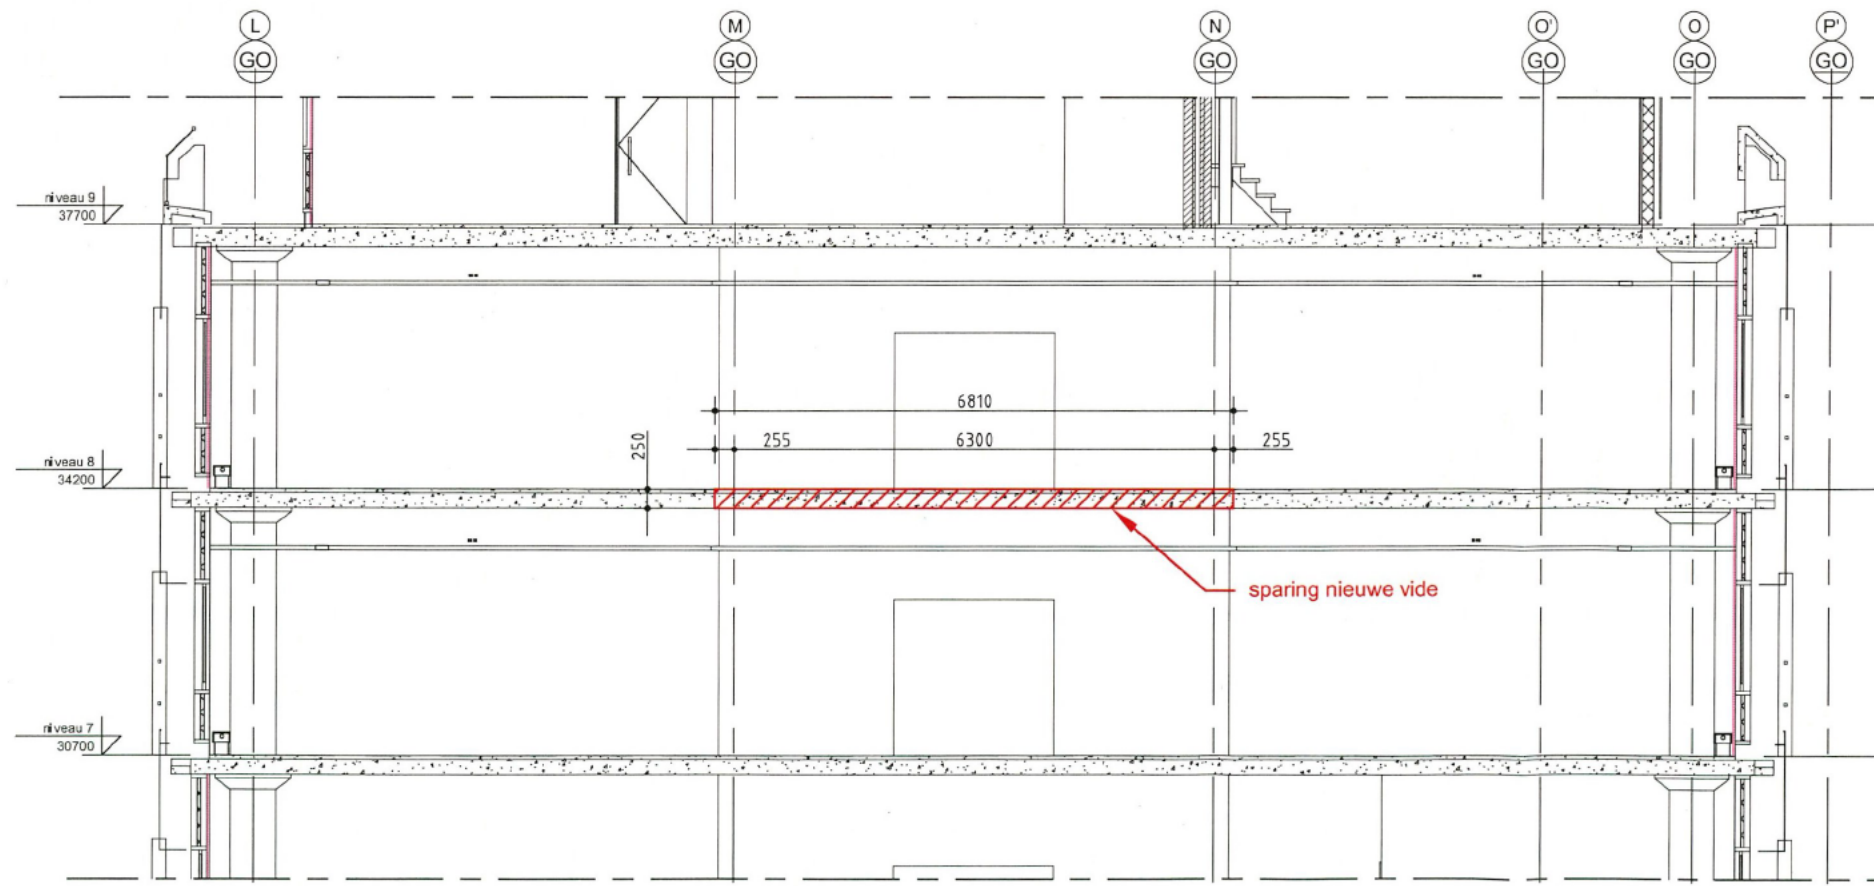 L M N O' O P'
GO GO GO GO GO GO
niveau 9
37700
6810
250 255 6300 255
niveau 8
34200
sparing nieuwe vide
niveau 7
30700